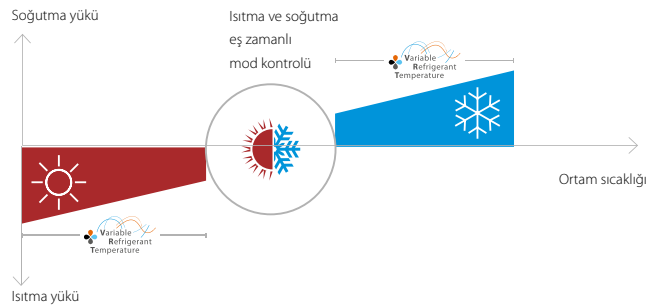 Soğutma yükü
Isıtma ve soğutma
eş zamanlı
mod kontrolü
Variable
Refrigerant
Temperature
Ortam sıcaklığı
Variable
Refrigerant
Temperature
Isıtma yükü